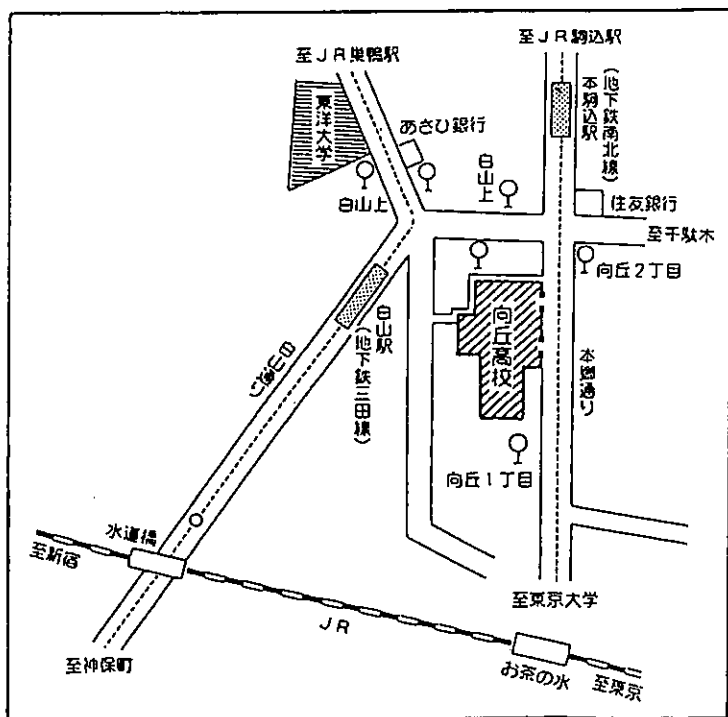 至JR巣鴨駅
至JR駒込駅
東洋大学
あさひ銀行
本駒込駅
(地下鉄南北線)
白山上
白山上
住友銀行
至千駄木
向丘2丁目
白山駅
(地下鉄三田線)
向丘高校
本郷通り
白山通り
向丘1丁目
水道橋
至新宿
JR
至東京大学
至神保町
お茶の水
至東京